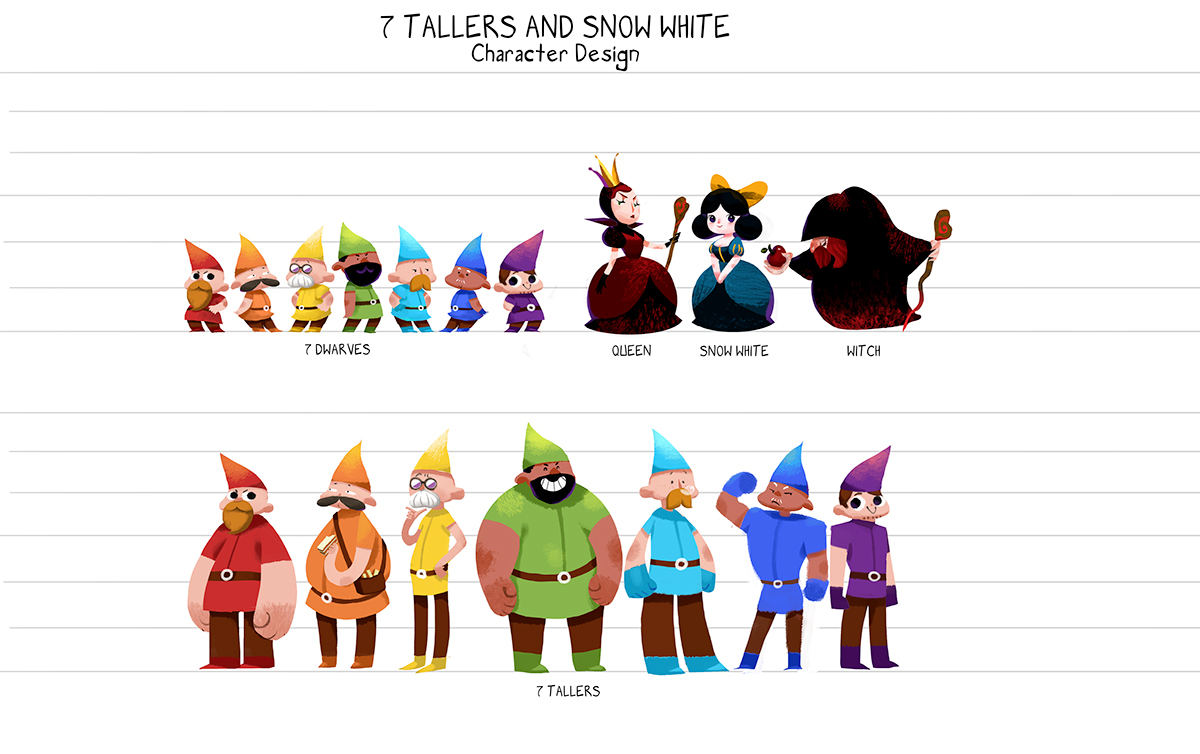 7 TALLERS AND SNOW WHITE
Character Design
7 DWARVES
QUEEN
SNOW WHITE
WITCH
7 TALLERS